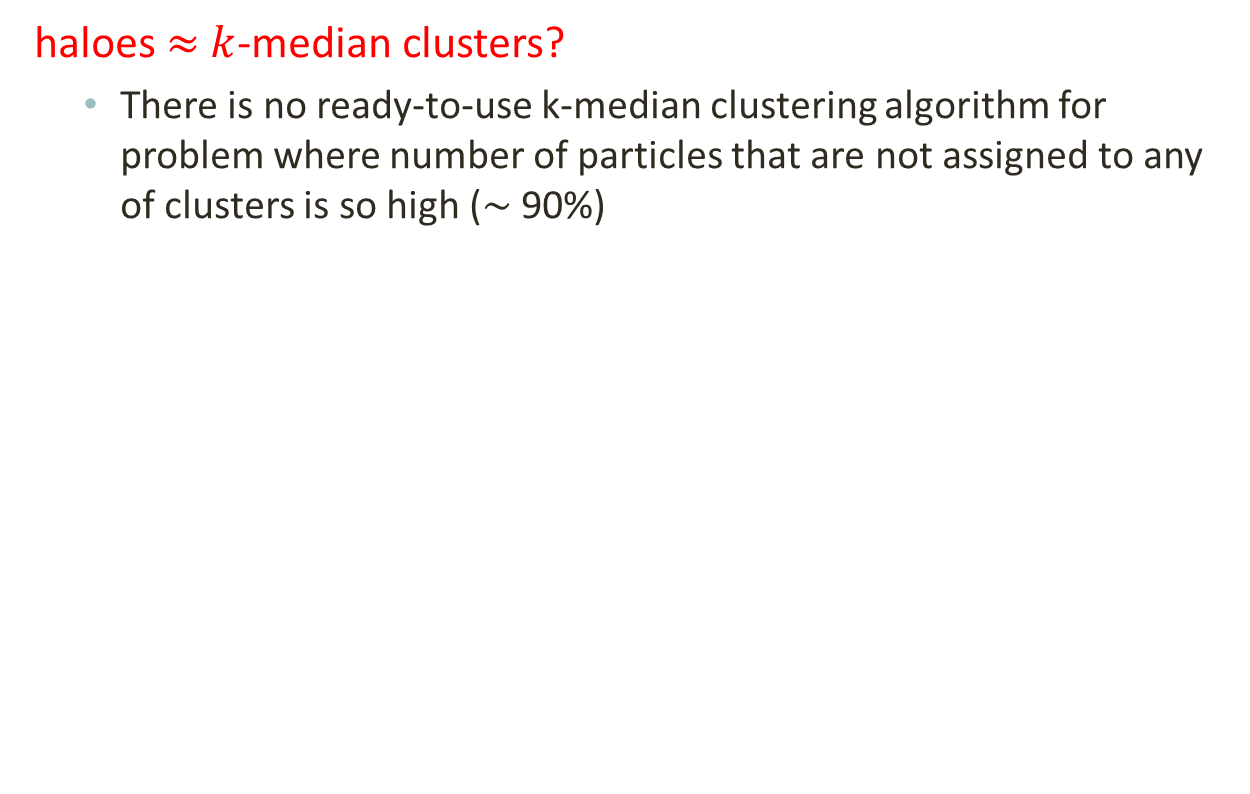 haloes ≈ k-median clusters?
• There is no ready-to-use k-median clustering algorithm for
problem where number of particles that are not assigned to any
of clusters is so high (~ 90%)